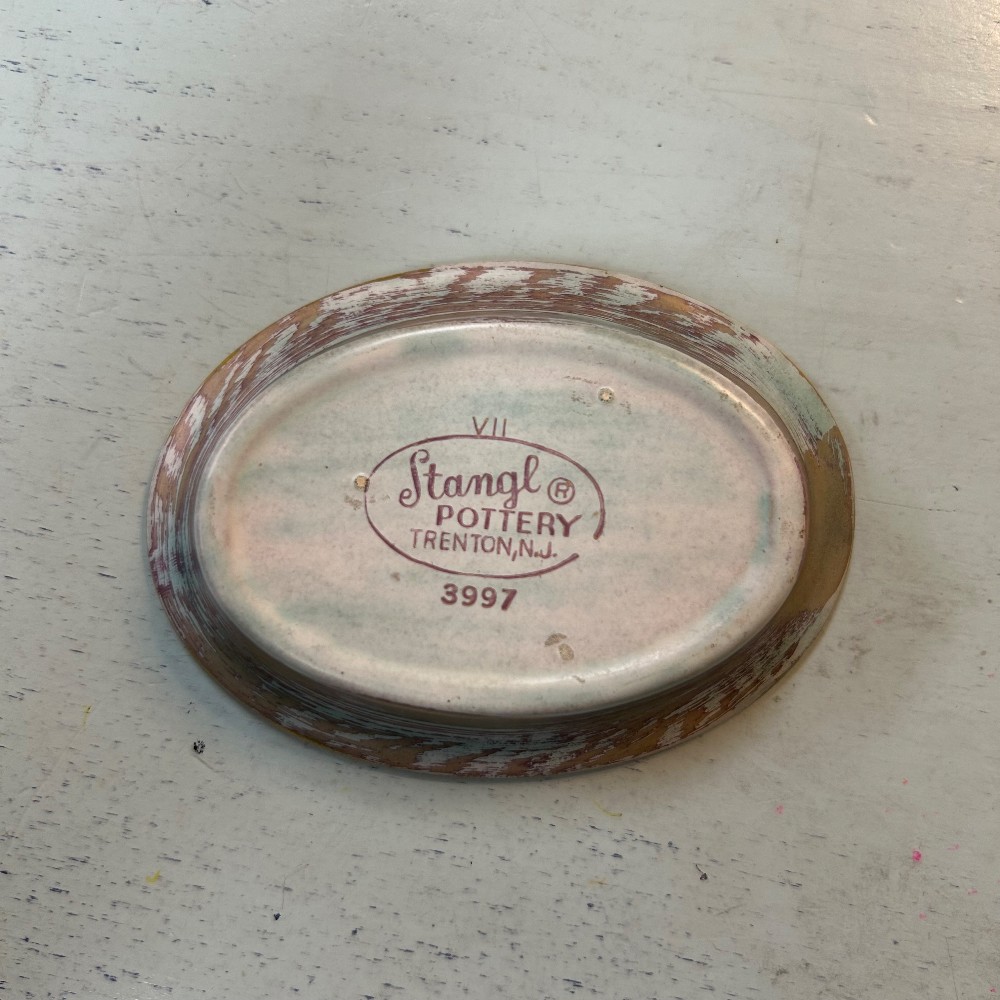 VII
Stangl ®
POTTERY
TRENTON, N.J.
3997